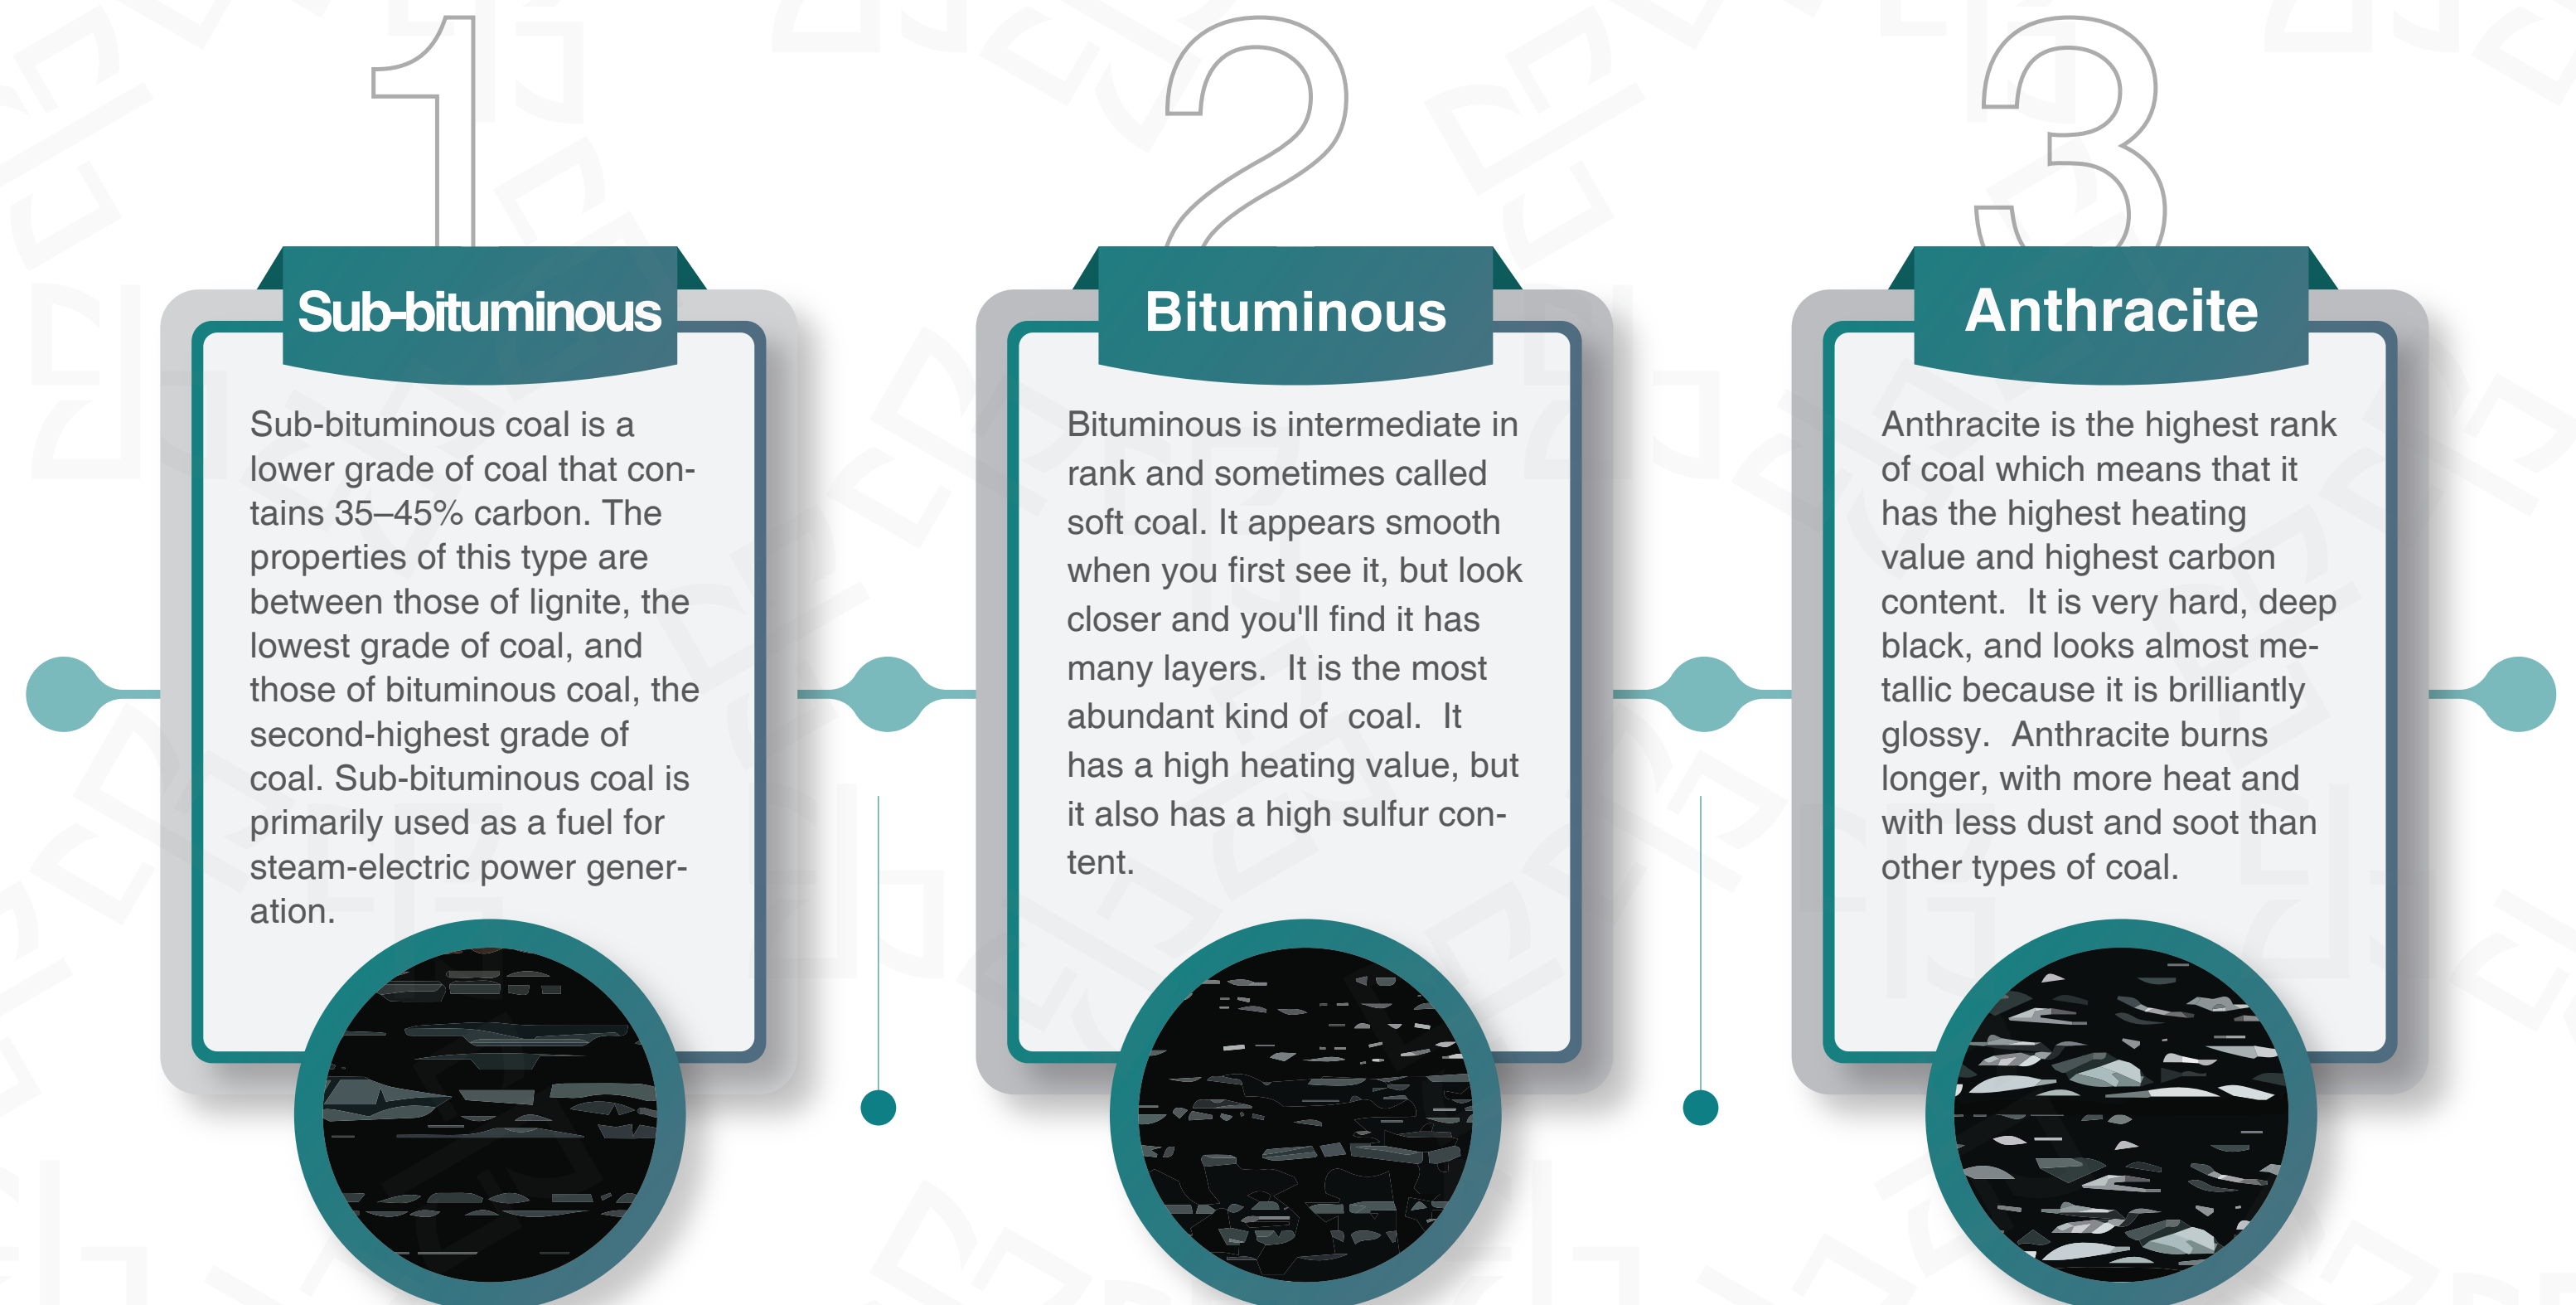 1
Sub-bituminous
Sub-bituminous coal is a
lower grade of coal that con-
tains 35–45% carbon. The
properties of this type are
between those of lignite, the
lowest grade of coal, and
those of bituminous coal, the
second-highest grade of
coal. Sub-bituminous coal is
primarily used as a fuel for
steam-electric power gener-
ation.
2
Bituminous
Bituminous is intermediate in
rank and sometimes called
soft coal. It appears smooth
when you first see it, but look
closer and you'll find it has
many layers.  It is the most
abundant kind of  coal.  It
has a high heating value, but
it also has a high sulfur con-
tent.
3
Anthracite
Anthracite is the highest rank
of coal which means that it
has the highest heating
value and highest carbon
content.  It is very hard, deep
black, and looks almost me-
tallic because it is brilliantly
glossy.  Anthracite burns
longer, with more heat and
with less dust and soot than
other types of coal.